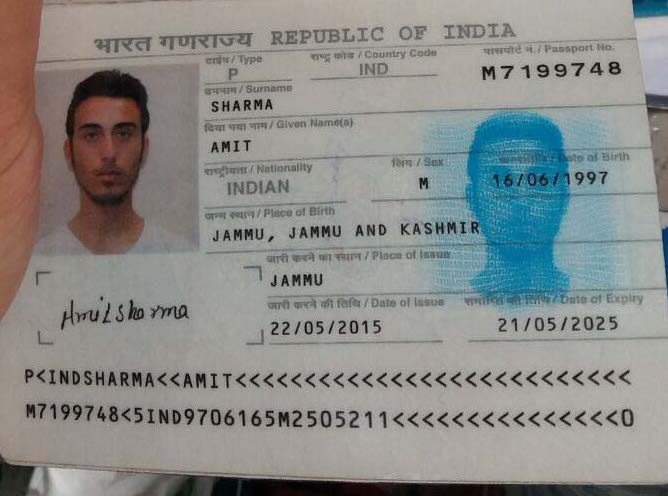 भारत गणराज्य REPUBLIC OF INDIA
टाईप / Type
राष्ट्र कोड / Country Code
पासपोर्ट नं. / Passport No.
P
IND
M7199748
उपनाम / Surname
SHARMA
दिया गया नाम / Given Name(s)
AMIT
राष्ट्रीयता / Nationality
लिंग / Sex
जन्मतिथि / Date of Birth
INDIAN
M
16/06/1997
जन्म स्थान / Place of Birth
JAMMU, JAMMU AND KASHMIR
जारी करने का स्थान / Place of Issue
JAMMU
जारी करने की तिथि / Date of Issue
समाप्ति की तिथि / Date of Expiry
22/05/2015
21/05/2025
Amit sharma
P<INDSHARMA<<AMIT<<<<<<<<<<<<<<<<<<<<<<<<<<<
M7199748<5IND9706165M2505211<<<<<<<<<<<<<<<0